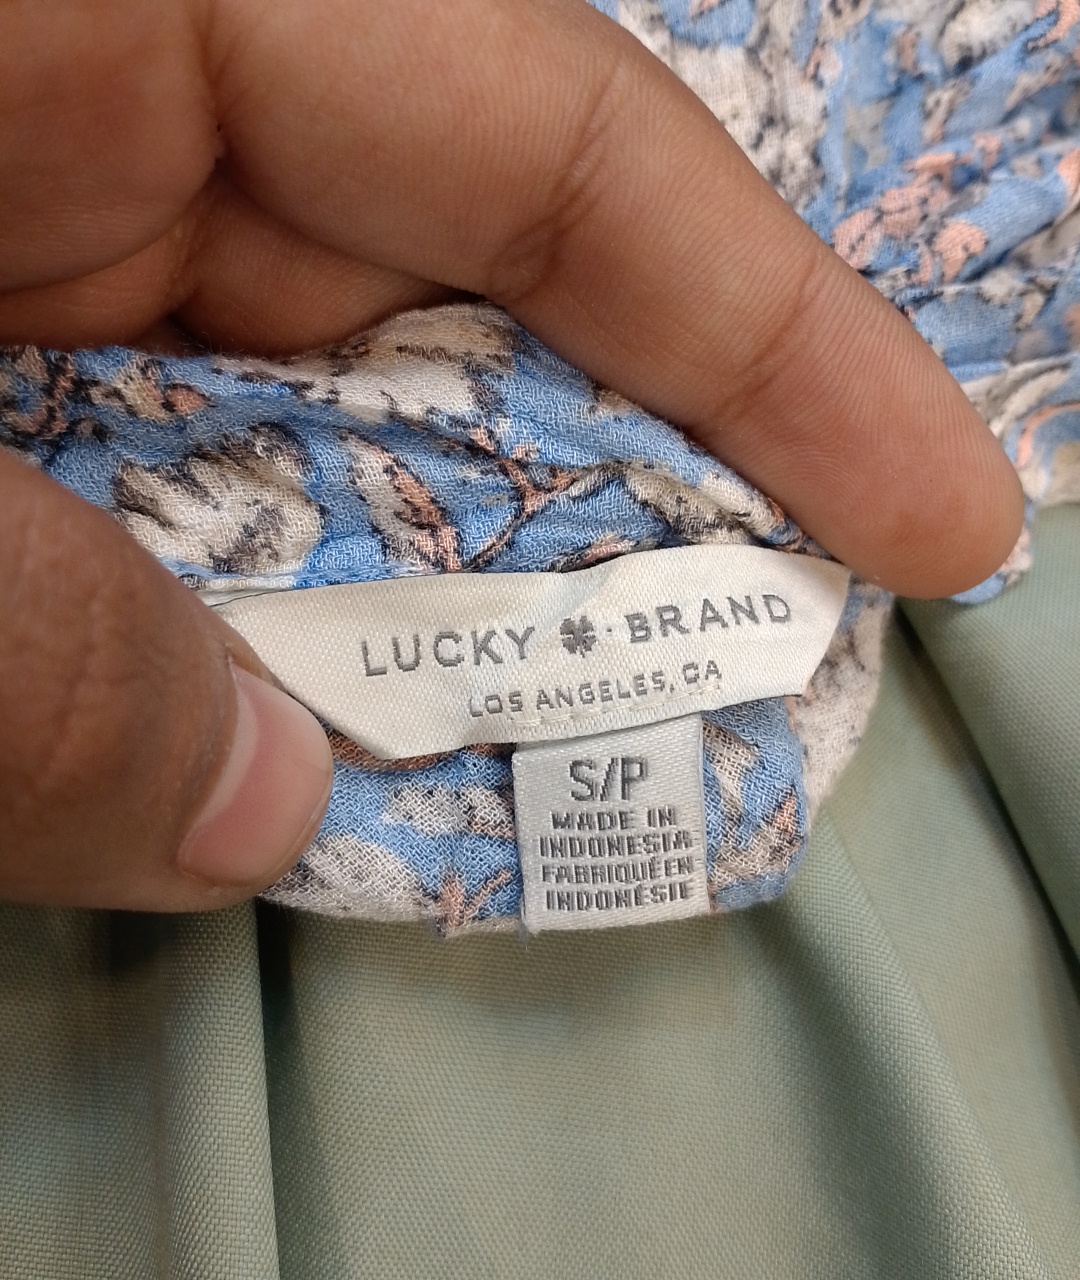 LUCKY BRAND
LOS ANGELES, CA
S/P
MADE IN
INDONESIA
FABRIQUÉ EN
INDONÉSIE